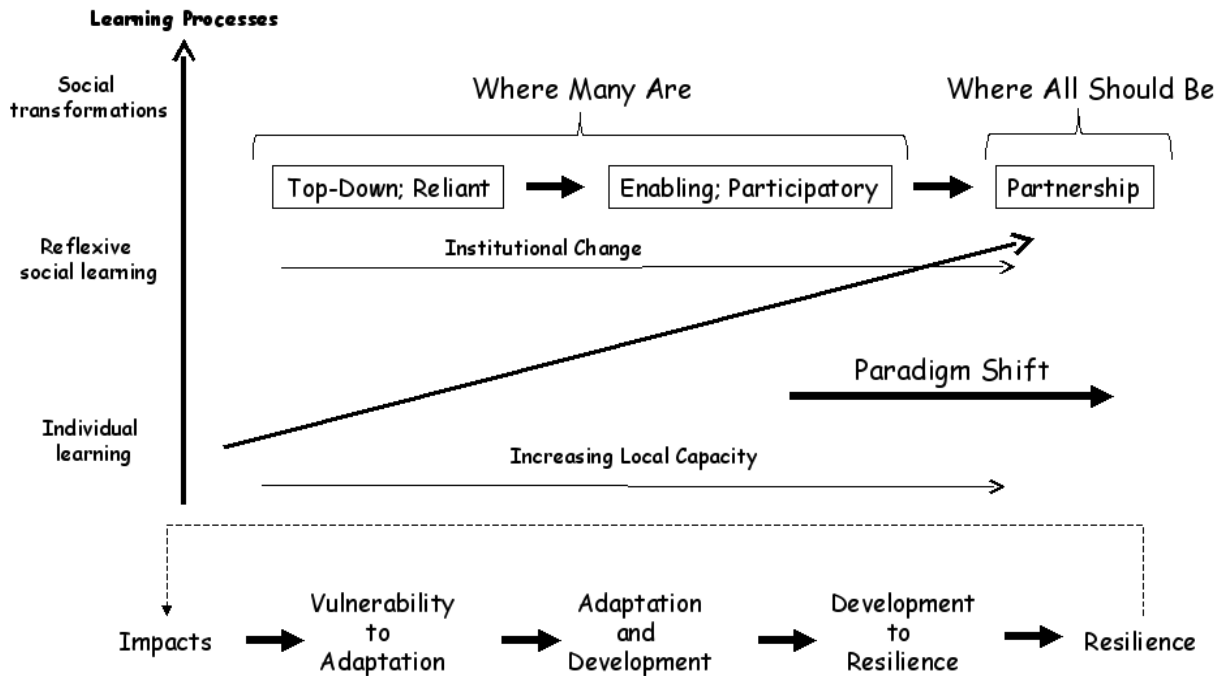 Learning Processes
Social
transformations
Where Many Are
Where All Should Be
Top-Down; Reliant
Enabling; Participatory
Partnership
Reflexive
social learning
Institutional Change
Paradigm Shift
Individual
learning
Increasing Local Capacity
Impacts
Vulnerability
to
Adaptation
Adaptation
and
Development
Development
to
Resilience
Resilience